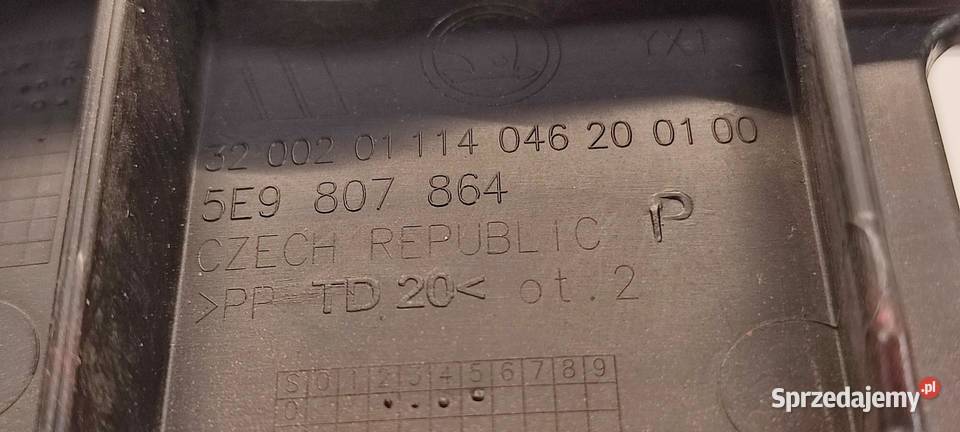 YX1
32 002 01 114 046 20 01 00
5E9 807 864
CZECH REPUBLIC P
>PP TD 20< ot.2
S 0 1 2 3 4 5 6 7 8 9
0
Sprzedajemy.pl